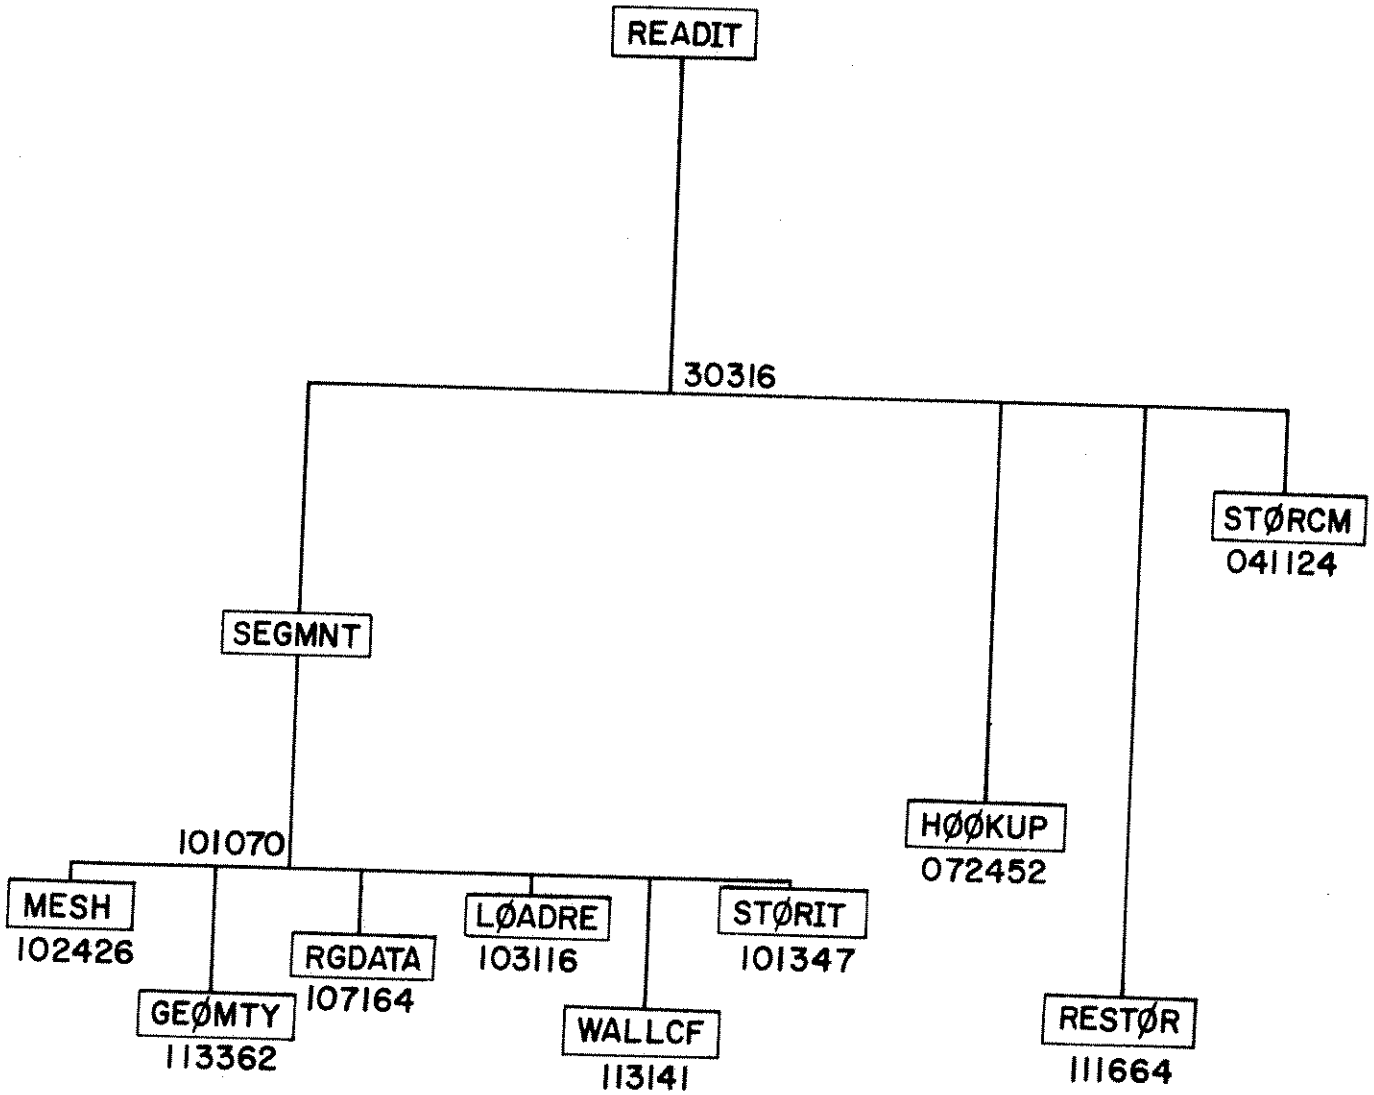 READIT
30316
STØRCM
041124
SEGMNT
HØØKUP
072452
101070
MESH
102426
GEØMTY
113362
RGDATA
107164
LØADRE
103116
WALLCF
113141
STØRIT
101347
RESTØR
111664